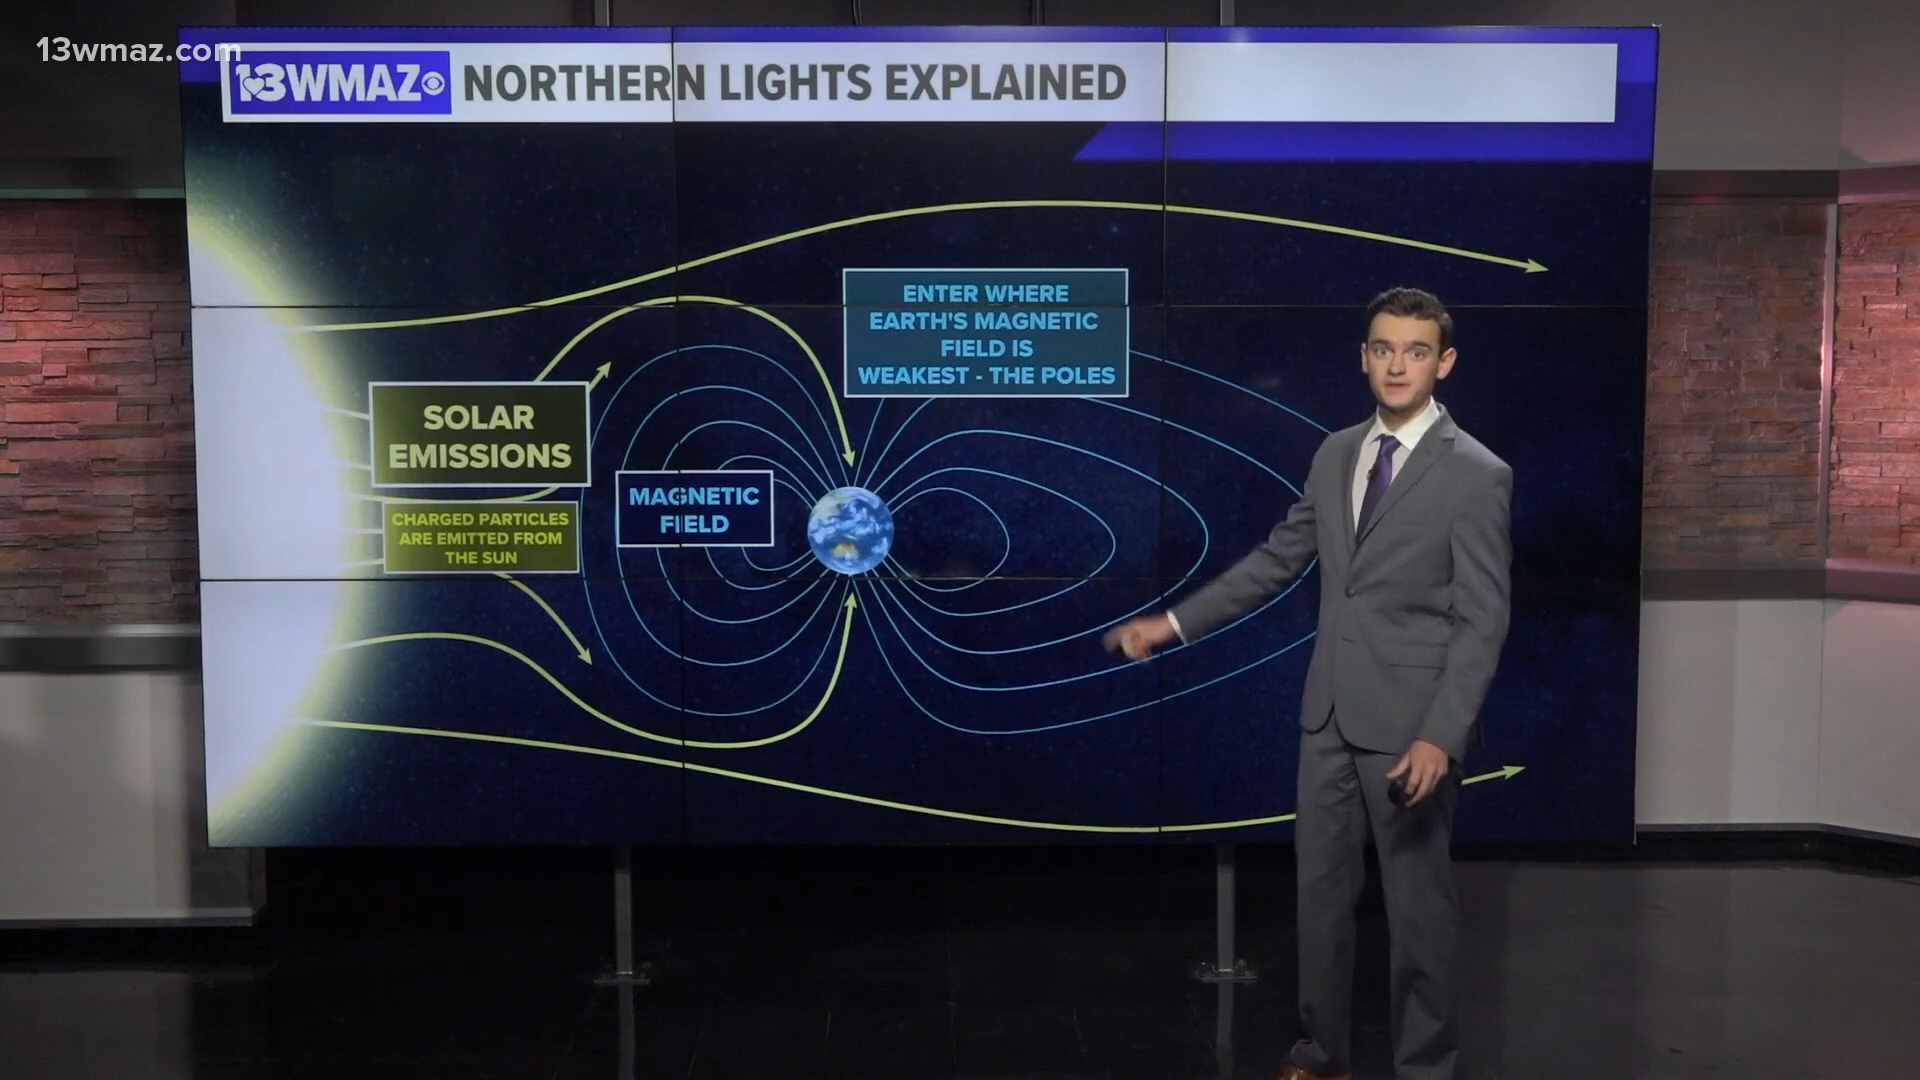 13wmaz.com
13WMAZ NORTHERN LIGHTS EXPLAINED
ENTER WHERE
EARTH'S MAGNETIC
FIELD IS
WEAKEST - THE POLES
SOLAR
EMISSIONS
MAGNETIC
FIELD
CHARGED PARTICLES
ARE EMITTED FROM
THE SUN